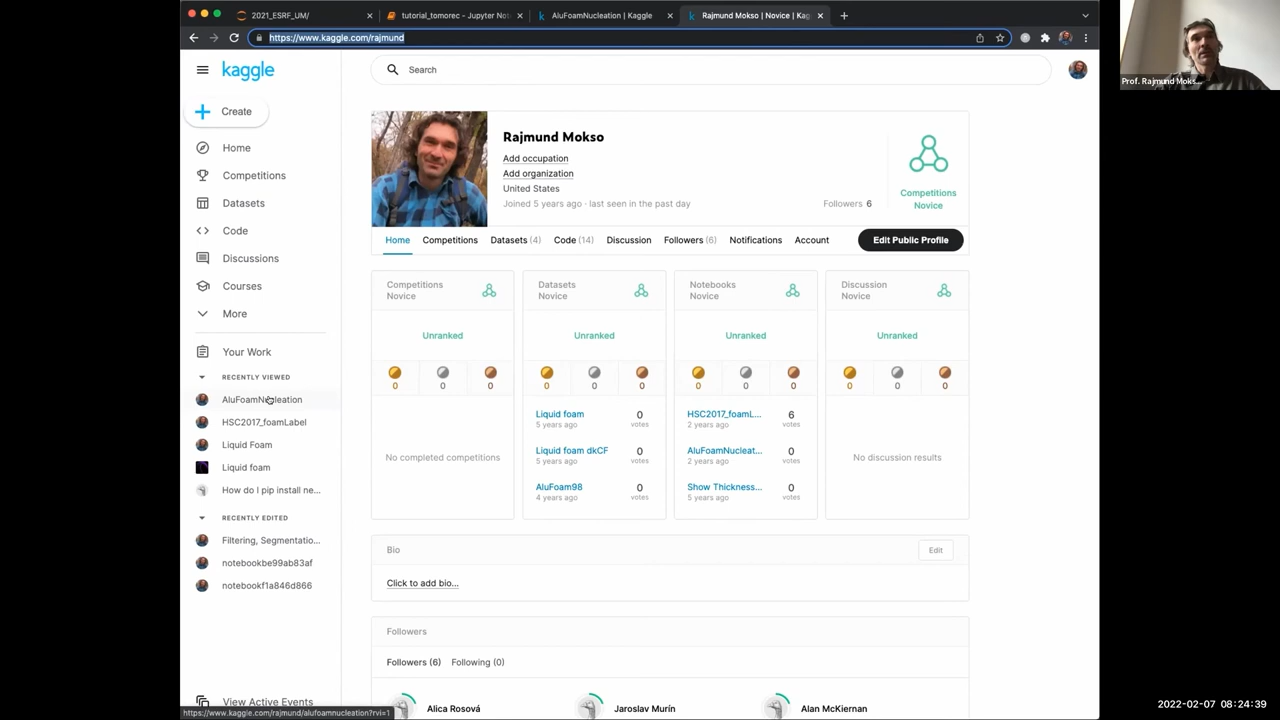 2021_ESRF_UM/
tutorial_tomorec - Jupyter Not
AluFoamNucleation | Kaggle
Rajmund Mokso | Novice | Kag
https://www.kaggle.com/rajmund
kaggle
Search
Create
Home
Competitions
Datasets
Code
Discussions
Courses
More
Your Work
RECENTLY VIEWED
AluFoamNucleation
HSC2017_foamLabel
Liquid Foam
Liquid foam
How do I pip install ne...
RECENTLY EDITED
Filtering, Segmentatio...
notebookbe99ab83af
notebookf1a846d866
View Active Events
https://www.kaggle.com/rajmund/alufoamnucleation?rvi=1
Rajmund Mokso
Add occupation
Add organization
United States
Joined 5 years ago · last seen in the past day
Followers 6
Competitions
Novice
Home Competitions Datasets (4) Code (14) Discussion Followers (6) Notifications Account Edit Public Profile
Competitions
Novice
Unranked
0 0 0
No completed competitions
Datasets
Novice
Unranked
0 0 0
Liquid foam 0
5 years ago votes
Liquid foam dkCF 0
5 years ago votes
AluFoam98 0
4 years ago votes
Notebooks
Novice
Unranked
0 0 0
HSC2017_foamL... 6
2 years ago votes
AluFoamNucleat... 0
2 years ago votes
Show Thickness... 0
5 years ago votes
Discussion
Novice
Unranked
0 0 0
No discussion results
Bio
Edit
Click to add bio...
Followers
Followers (6) Following (0)
Alica Rosová Jaroslav Murín Alan McKiernan
Prof. Rajmund Moks...
2022-02-07 08:24:39